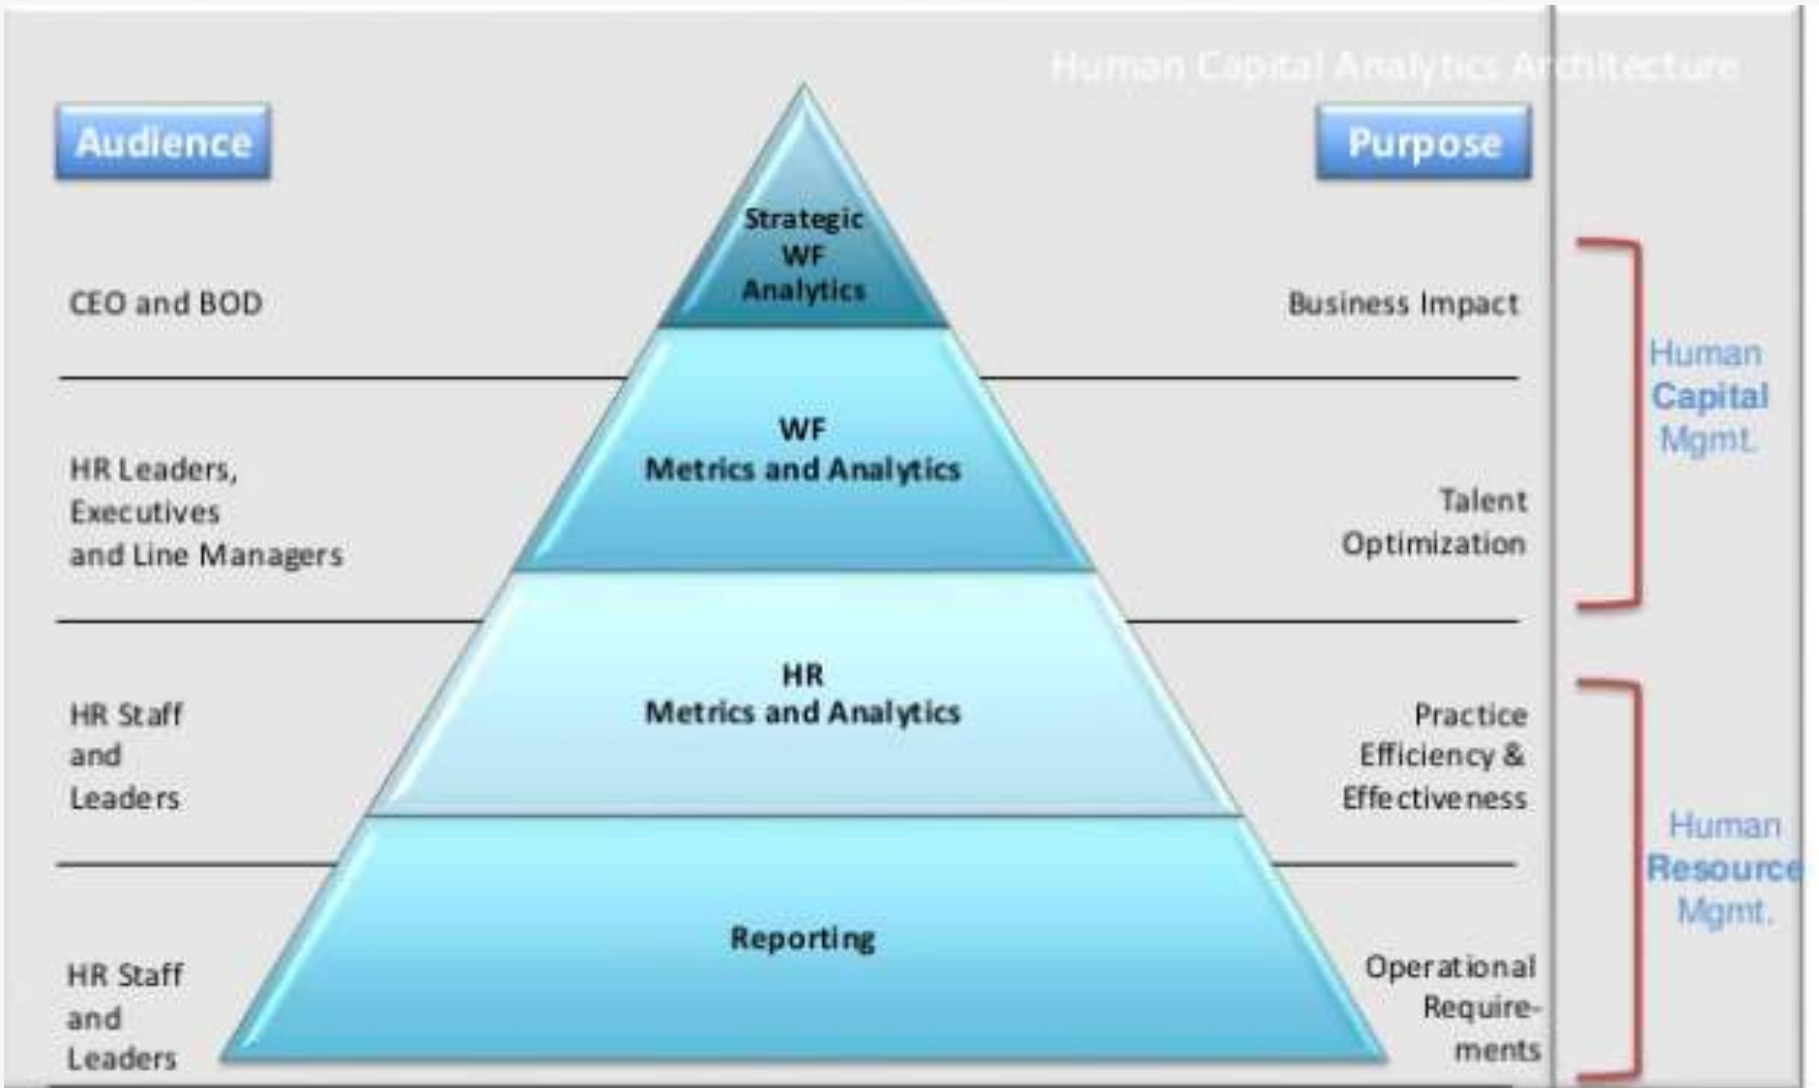 Human Capital Analytics Architecture
Audience
Purpose
Strategic
WF
Analytics
CEO and BOD
Business Impact
Human
Capital
Mgmt.
WF
Metrics and Analytics
HR Leaders,
Executives
and Line Managers
Talent
Optimization
HR
Metrics and Analytics
HR Staff
and
Leaders
Practice
Efficiency &
Effectiveness
Human
Resource
Mgmt.
Reporting
HR Staff
and
Leaders
Operational
Require-
ments